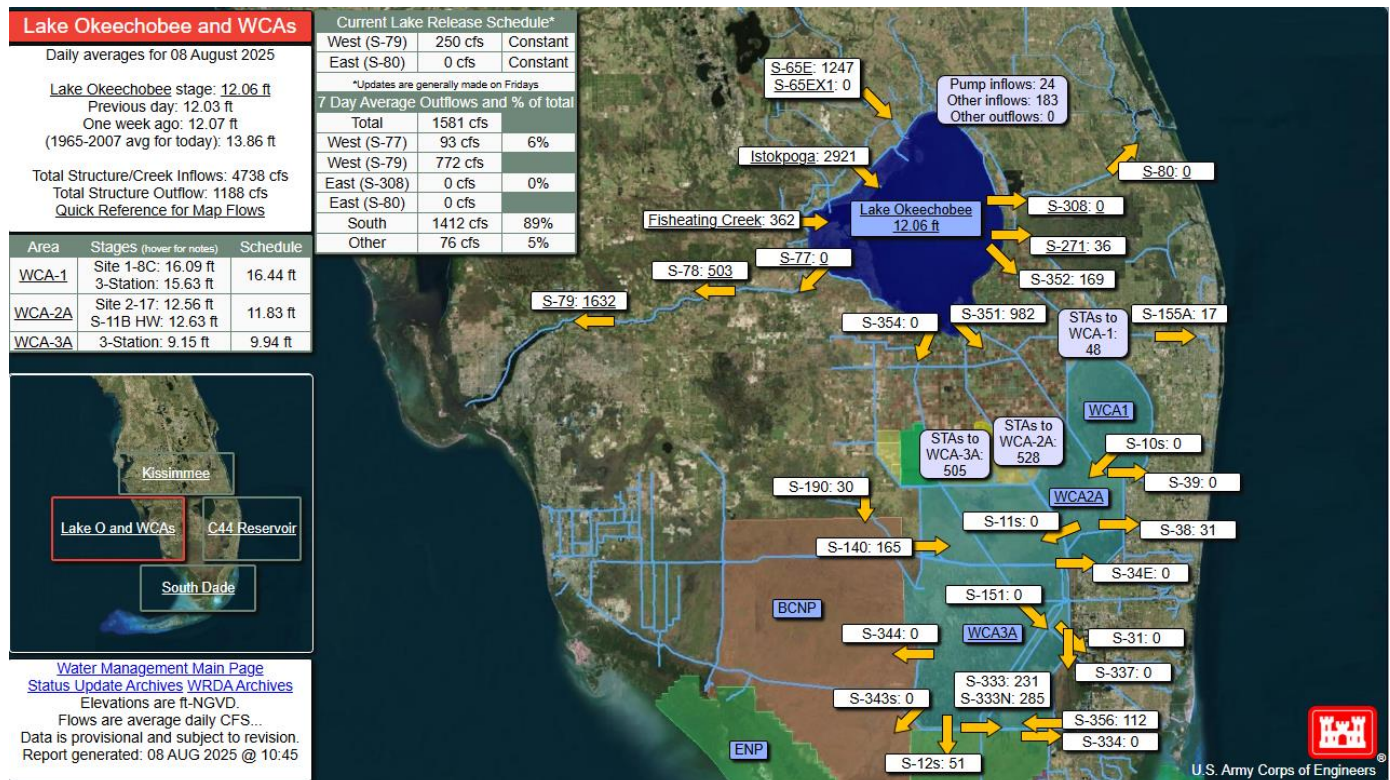 Lake Okeechobee and WCAs
Daily averages for 08 August 2025
Lake Okeechobee stage: 12.06 ft
Previous day: 12.03 ft
One week ago: 12.07 ft
(1965-2007 avg for today): 13.86 ft
Total Structure/Creek Inflows: 4738 cfs
Total Structure Outflow: 1188 cfs
Quick Reference for Map Flows
Area Stages (hover for notes) Schedule
WCA-1 Site 1-8C: 16.09 ft 16.44 ft
3-Station: 15.63 ft
WCA-2A Site 2-17: 12.56 ft 11.83 ft
S-11B HW: 12.63 ft
WCA-3A 3-Station: 9.15 ft 9.94 ft
Current Lake Release Schedule*
West (S-79) 250 cfs Constant
East (S-80) 0 cfs Constant
*Updates are generally made on Fridays
7 Day Average Outflows and % of total
Total 1581 cfs
West (S-77) 93 cfs 6%
West (S-79) 772 cfs
East (S-308) 0 cfs 0%
East (S-80) 0 cfs
South 1412 cfs 89%
Other 76 cfs 5%
S-65E: 1247
S-65EX1: 0
Pump inflows: 24
Other inflows: 183
Other outflows: 0
Istokpoga: 2921
S-80: 0
Fisheating Creek: 362
Lake Okeechobee
12.06 ft
S-308: 0
S-271: 36
S-77: 0
S-78: 503
S-352: 169
S-79: 1632
S-354: 0
S-351: 982
STAs to
WCA-1:
48
S-155A: 17
WCA1
STAs to
WCA-3A:
505
STAs to
WCA-2A:
528
S-10s: 0
S-39: 0
S-190: 30
WCA2A
S-11s: 0
S-38: 31
S-140: 165
S-34E: 0
S-151: 0
BCNP
S-344: 0
WCA3A
S-31: 0
S-337: 0
S-333: 231
S-333N: 285
S-343s: 0
S-356: 112
S-334: 0
ENP
S-12s: 51
Kissimmee
Lake O and WCAs
C44 Reservoir
South Dade
Water Management Main Page
Status Update Archives WRDA Archives
Elevations are ft-NGVD.
Flows are average daily CFS...
Data is provisional and subject to revision.
Report generated: 08 AUG 2025 @ 10:45
U.S. Army Corps of Engineers®